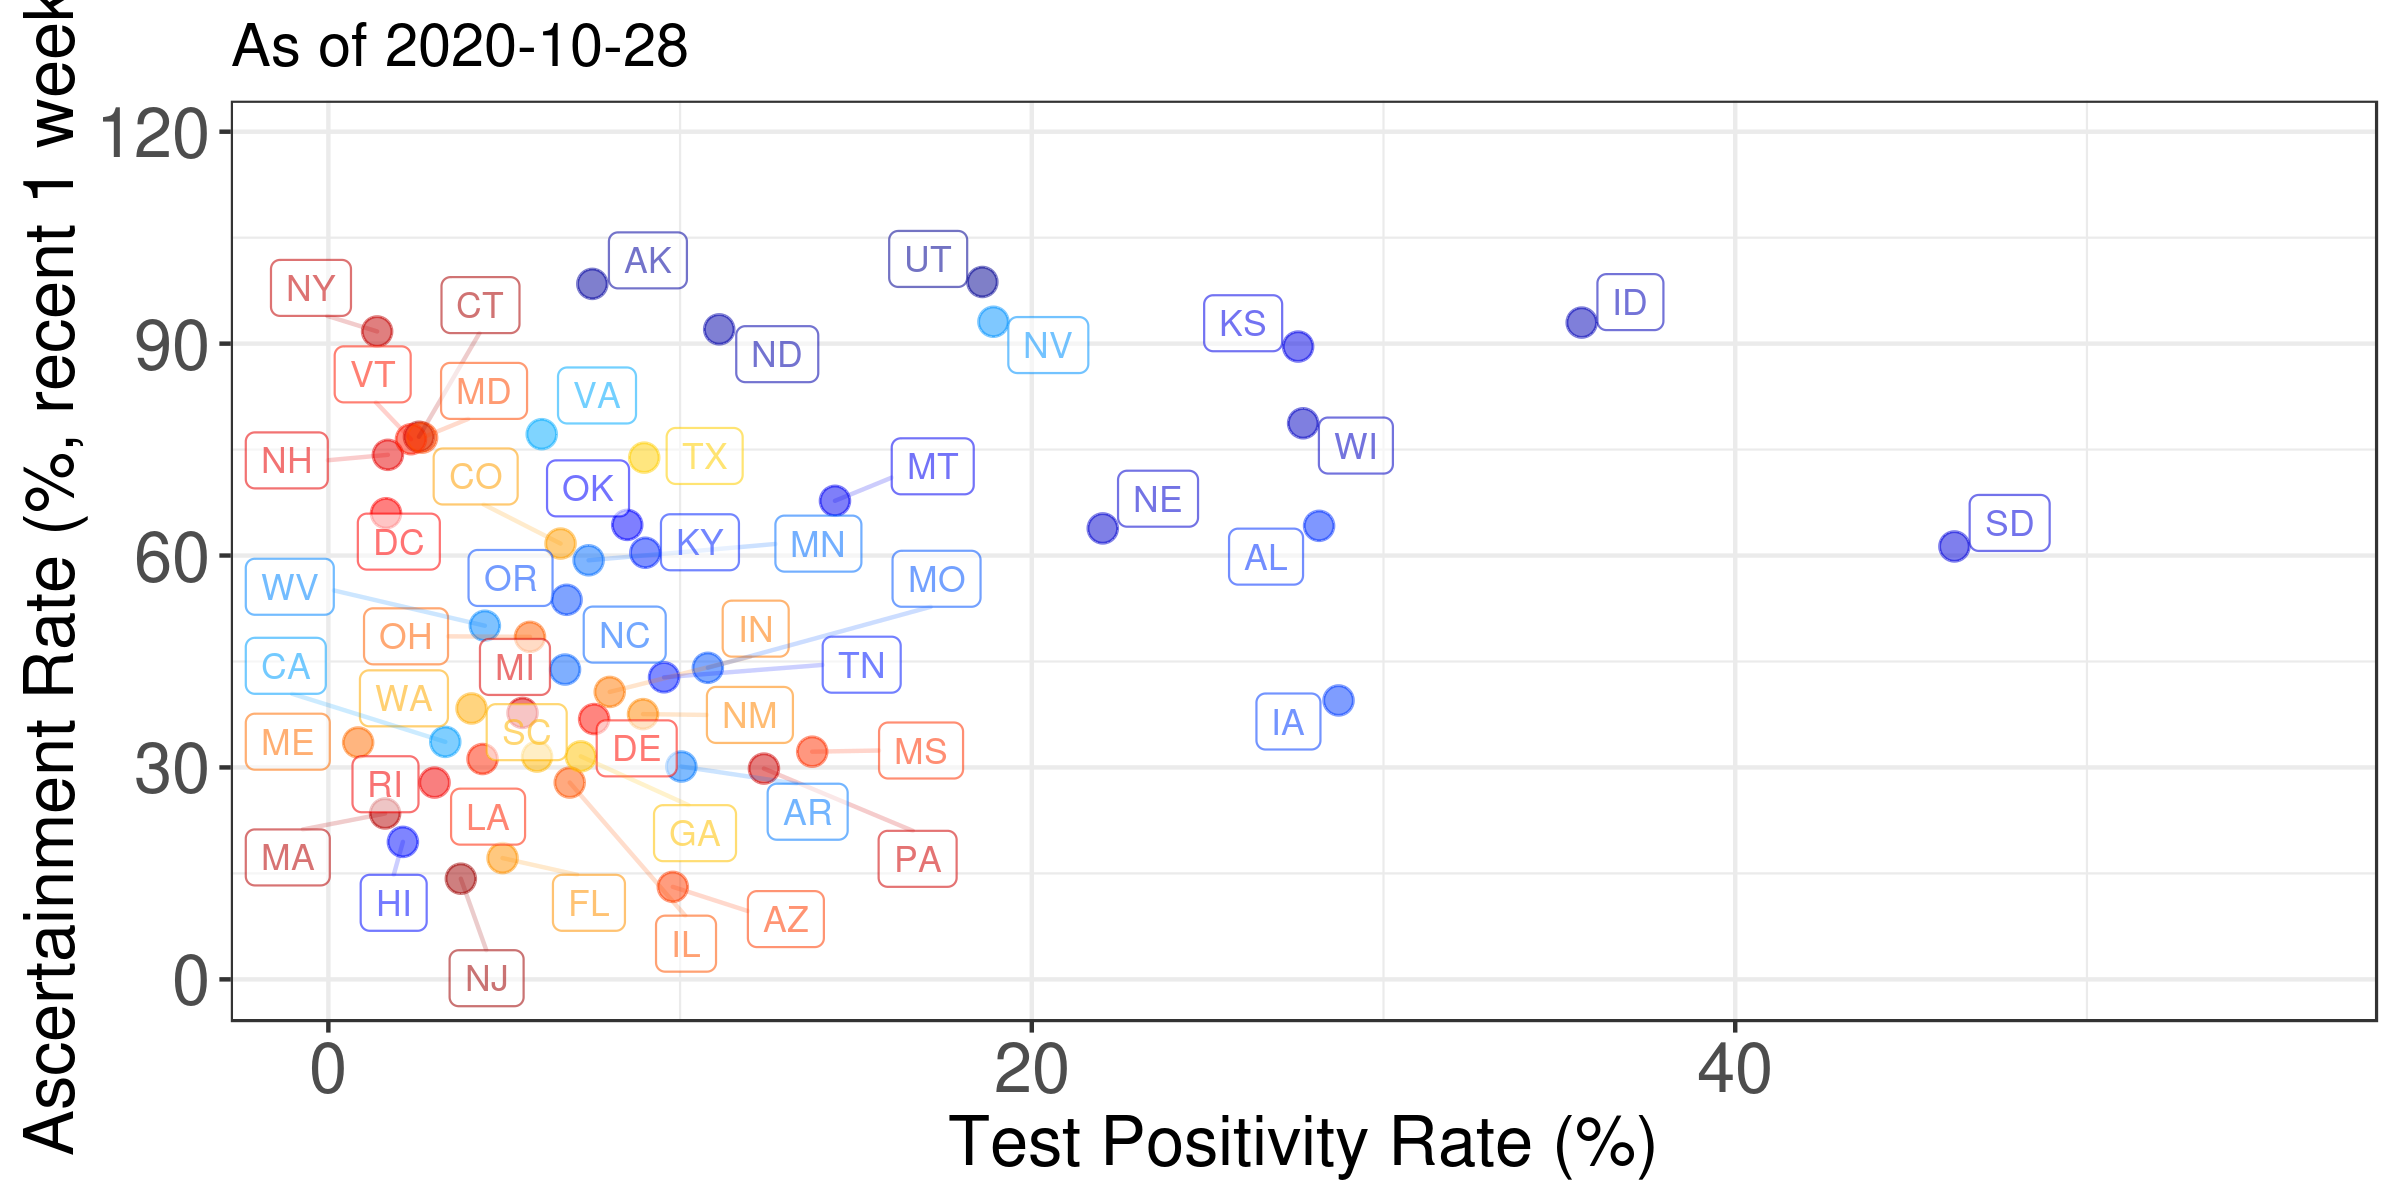 As of 2020-10-28
Ascertainment Rate (%, recent 1 week
120
90
60
30
0
NY
CT
AK
UT
ID
KS
NV
ND
VT
MD
VA
NH
CO
TX
OK
MT
WI
NE
SD
DC
KY
MN
AL
WV
OR
MO
OH
NC
IN
CA
MI
TN
WA
NM
ME
SC
DE
MS
IA
RI
LA
GA
AR
MA
PA
HI
FL
AZ
IL
NJ
0
20
40
Test Positivity Rate (%)